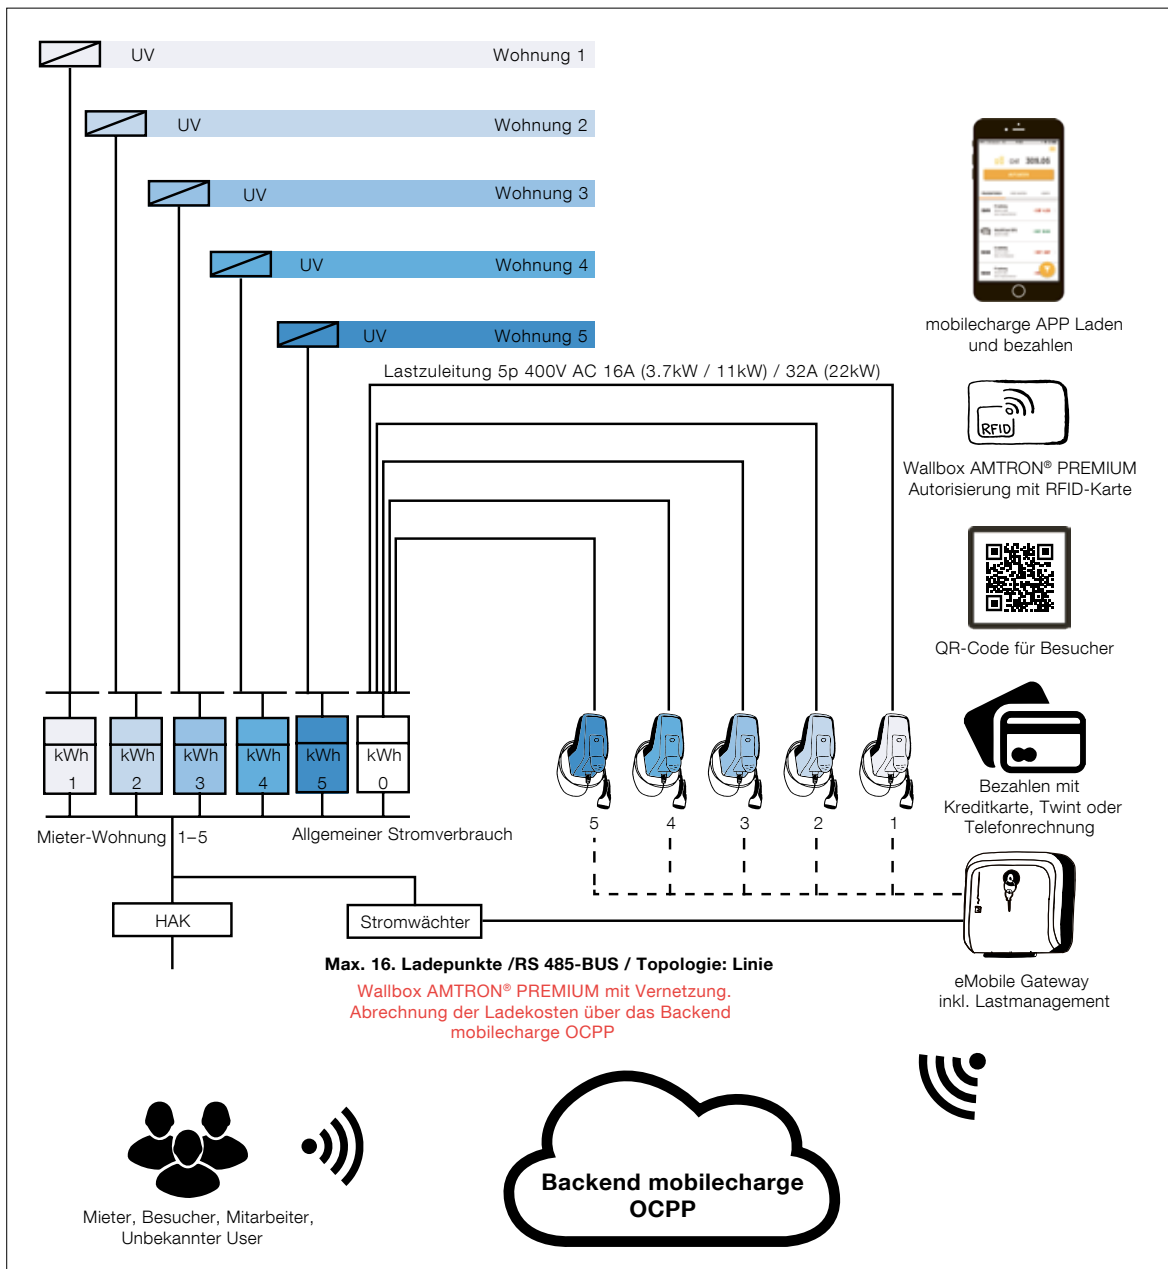 UV Wohnung 1
UV Wohnung 2
UV Wohnung 3
UV Wohnung 4
UV Wohnung 5
Lastzuleitung 5p 400V AC 16A (3.7kW / 11kW) / 32A (22kW)
309.05
mobilecharge APP Laden
und bezahlen
RFID
Wallbox AMTRON® PREMIUM
Autorisierung mit RFID-Karte
QR-Code für Besucher
kWh kWh kWh kWh kWh kWh
1 2 3 4 5 0
Mieter-Wohnung 1–5
Allgemeiner Stromverbrauch
5 4 3 2 1
Bezahlen mit
Kreditkarte, Twint oder
Telefonrechnung
HAK
Stromwächter
Max. 16. Ladepunkte /RS 485-BUS / Topologie: Linie
Wallbox AMTRON® PREMIUM mit Vernetzung.
Abrechnung der Ladekosten über das Backend
mobilecharge OCPP
eMobile Gateway
inkl. Lastmanagement
Backend mobilecharge
OCPP
Mieter, Besucher, Mitarbeiter,
Unbekannter User